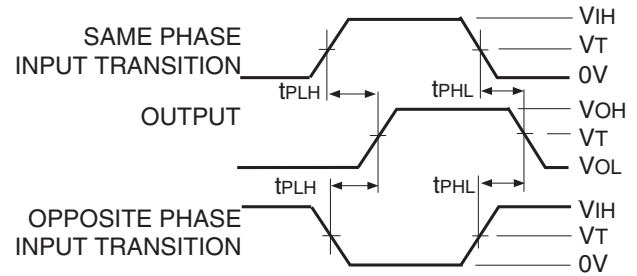 SAME PHASE
INPUT TRANSITION
VIH
VT
0V
tPLH
tPHL
OUTPUT
VOH
VT
VOL
tPLH
tPHL
OPPOSITE PHASE
INPUT TRANSITION
VIH
VT
0V